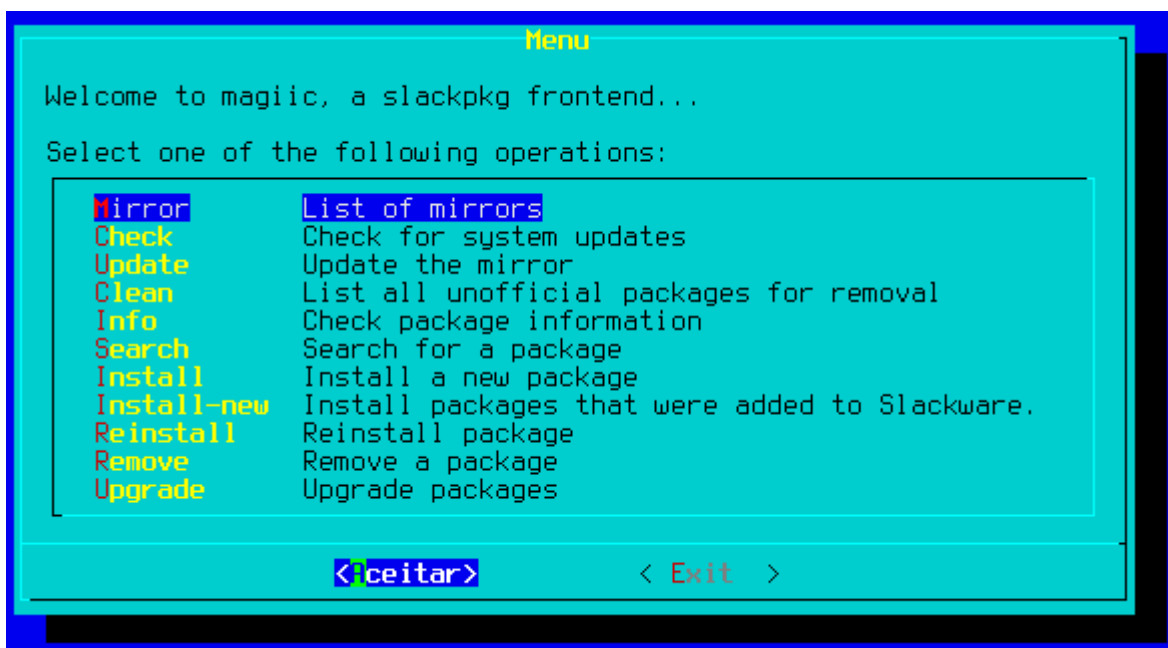 Menu
Welcome to magiic, a slackpkg frontend...
Select one of the following operations:
Mirror List of mirrors
Check Check for system updates
Update Update the mirror
Clean List all unofficial packages for removal
Info Check package information
Search Search for a package
Install Install a new package
Install-new Install packages that were added to Slackware.
Reinstall Reinstall package
Remove Remove a package
Upgrade Upgrade packages
<Aceitar> < Exit >